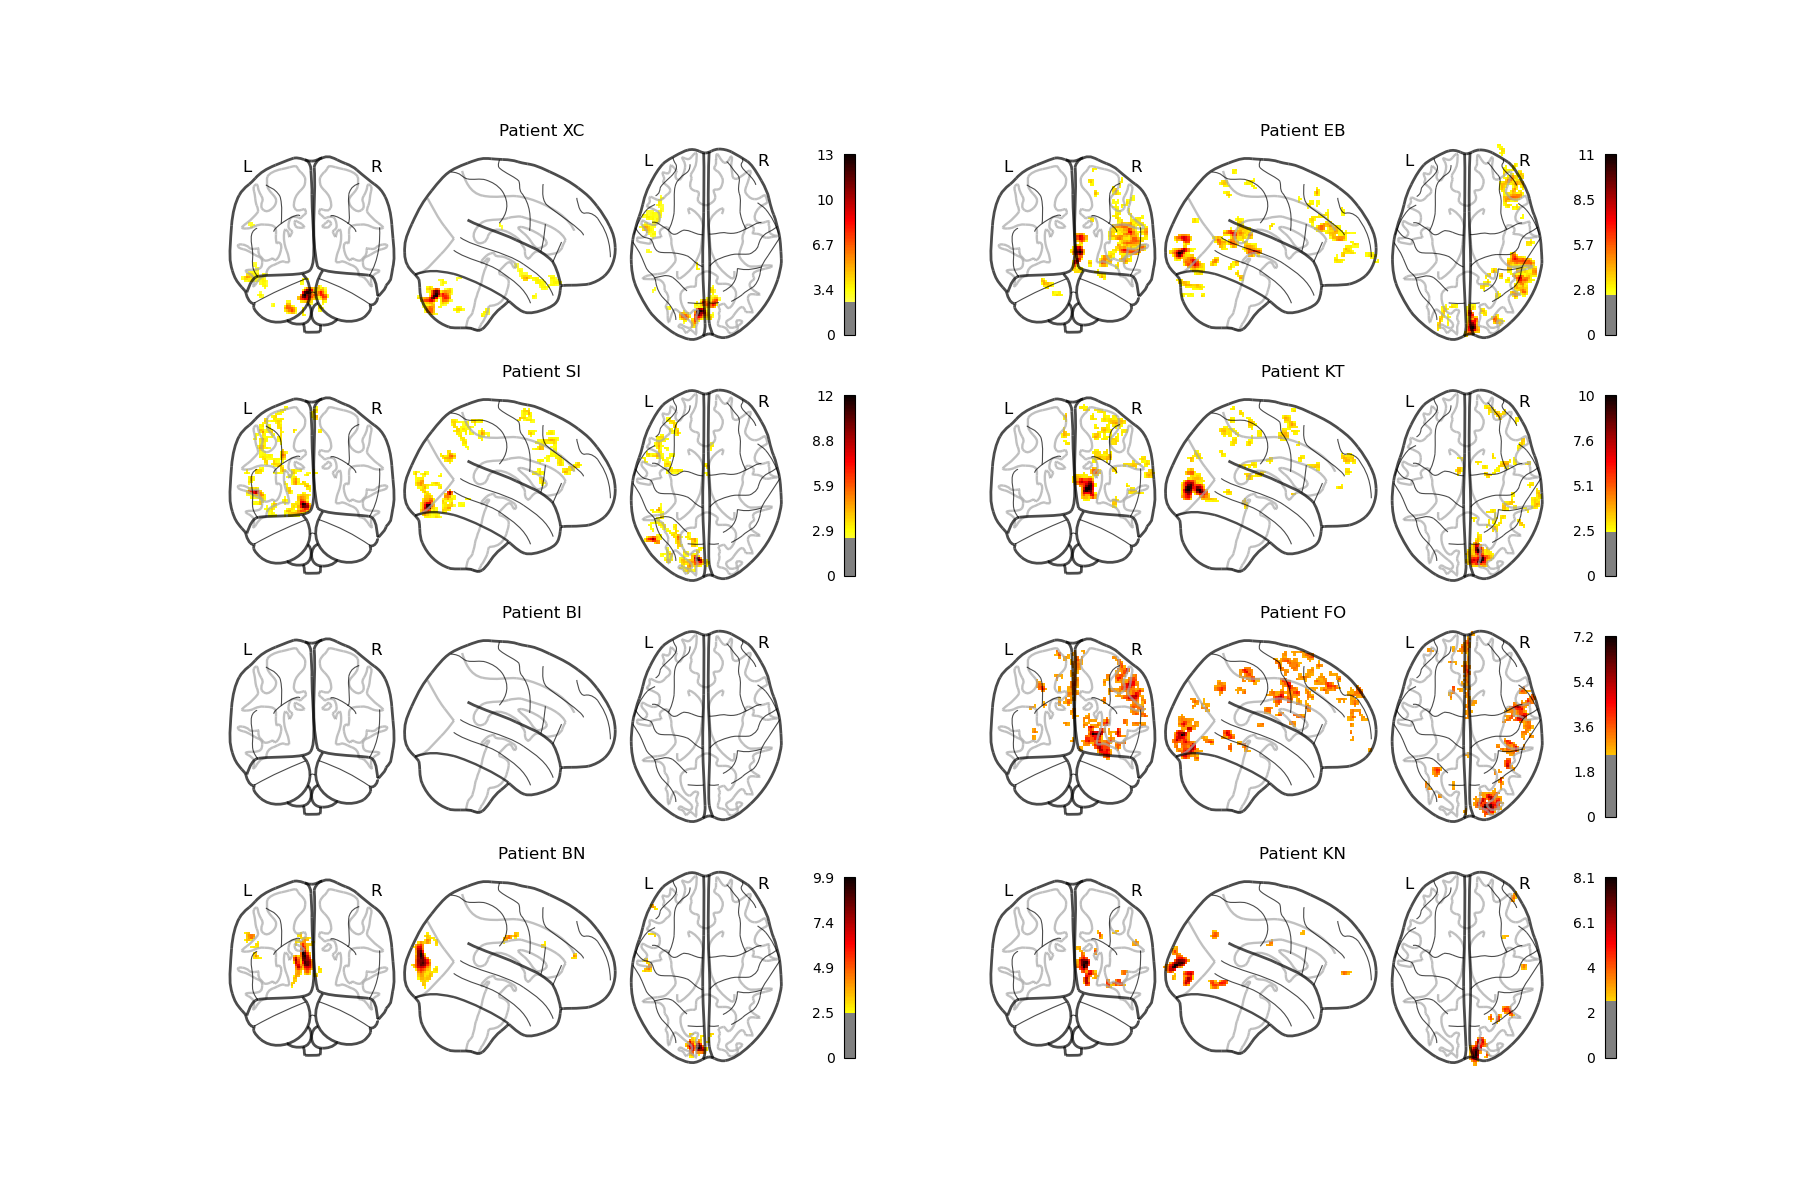 Patient XC
L R L R
13
10
6.7
3.4
0
Patient EB
L R L R
11
8.5
5.7
2.8
0
Patient SI
L R L R
12
8.8
5.9
2.9
0
Patient KT
L R L R
10
7.6
5.1
2.5
0
Patient BI
L R L R
Patient FO
L R L R
7.2
5.4
3.6
1.8
0
Patient BN
L R L R
9.9
7.4
4.9
2.5
0
Patient KN
L R L R
8.1
6.1
4
2
0